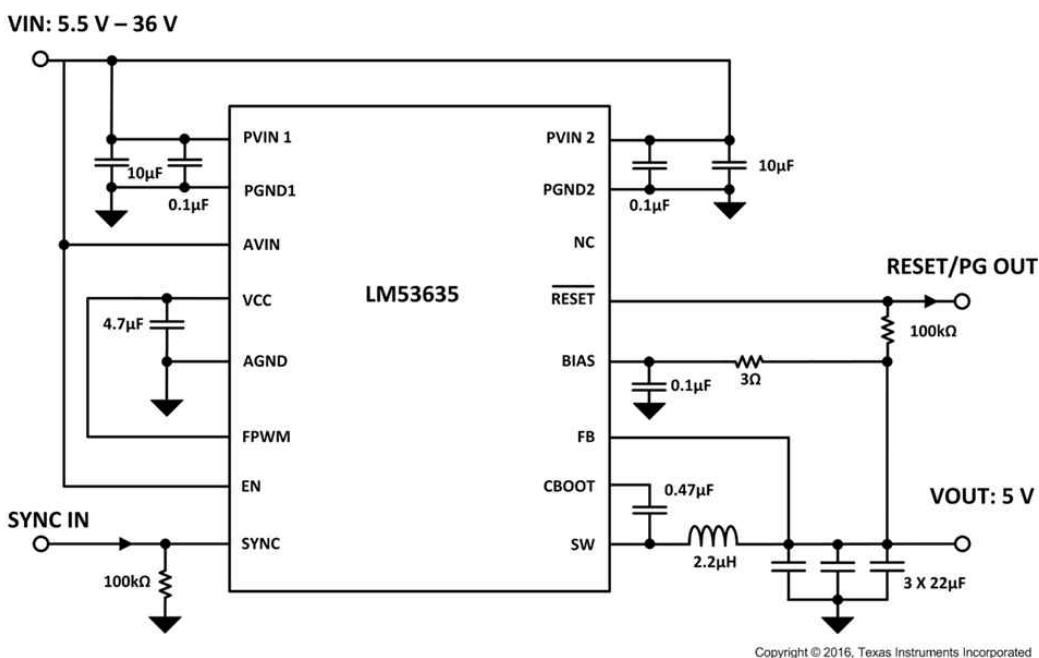 VIN: 5.5 V – 36 V
PVIN 1
PVIN 2
10µF
0.1µF
PGND1
PGND2
0.1µF
10µF
AVIN
NC
LM53635
RESET/PG OUT
VCC
RESET
4.7µF
100kΩ
AGND
BIAS
0.1µF
3Ω
FPWM
FB
EN
CBOOT
0.47µF
VOUT: 5 V
SYNC IN
SYNC
SW
2.2µH
100kΩ
3 X 22µF
Copyright © 2016, Texas Instruments Incorporated